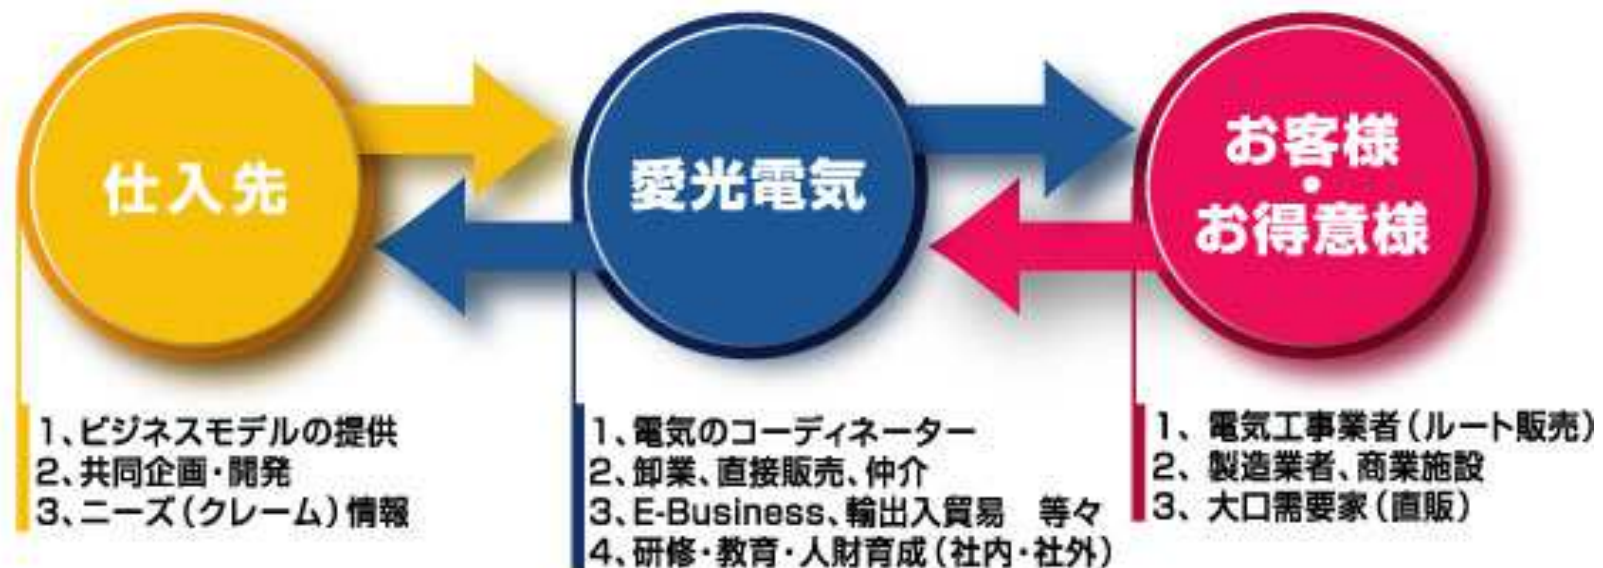 仕入先
愛光電気
お客様
・
お得意様
1、ビジネスモデルの提供
2、共同企画・開発
3、ニーズ（クレーム）情報
1、電気のコーディネーター
2、卸業、直接販売、仲介
3、E-Business、輸出入貿易　等々
4、研修・教育・人財育成（社内・社外）
1、 電気工事業者（ルート販売）
2、 製造業者、商業施設
3、 大口需要家（直販）